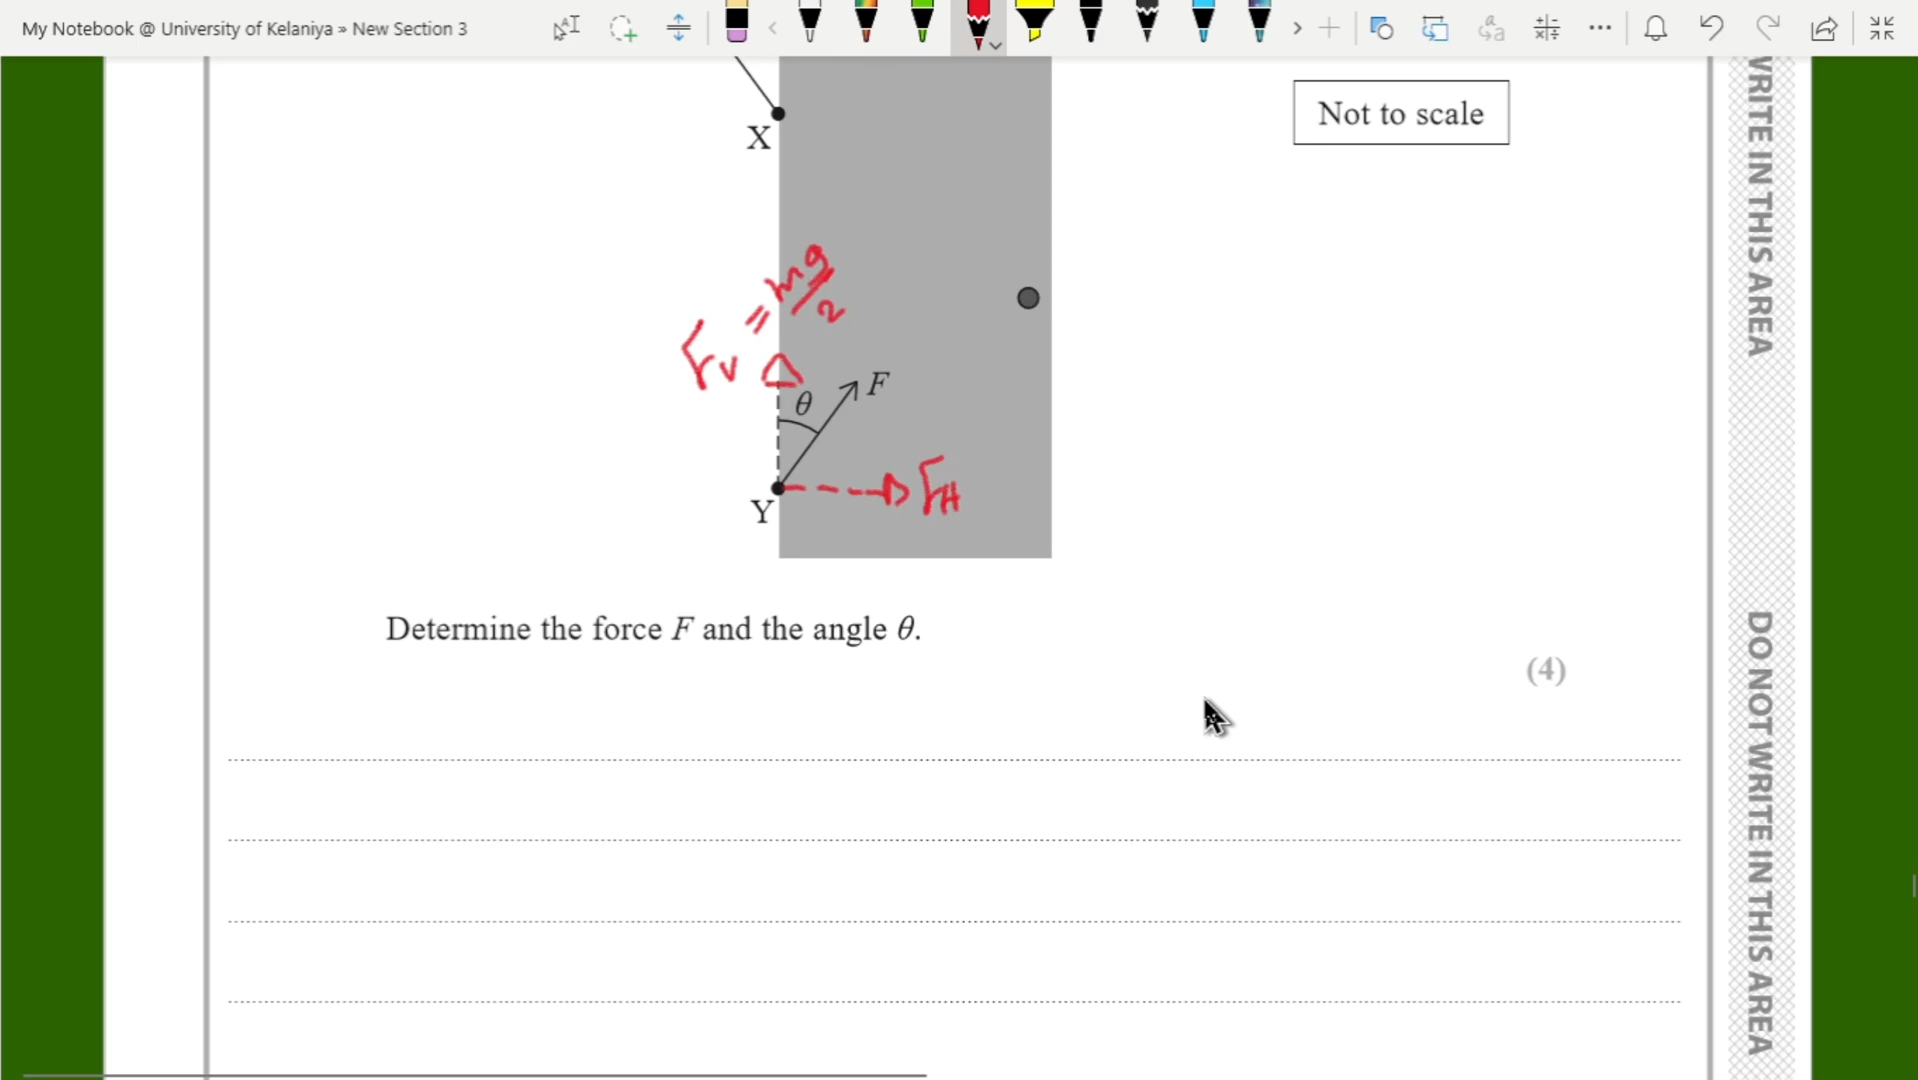 My Notebook @ University of Kelaniya » New Section 3
Not to scale
X
Fv = mg/2
F
θ
FH
Y
Determine the force F and the angle θ.
(4)
WRITE IN THIS AREA
DO NOT WRITE IN THIS AREA